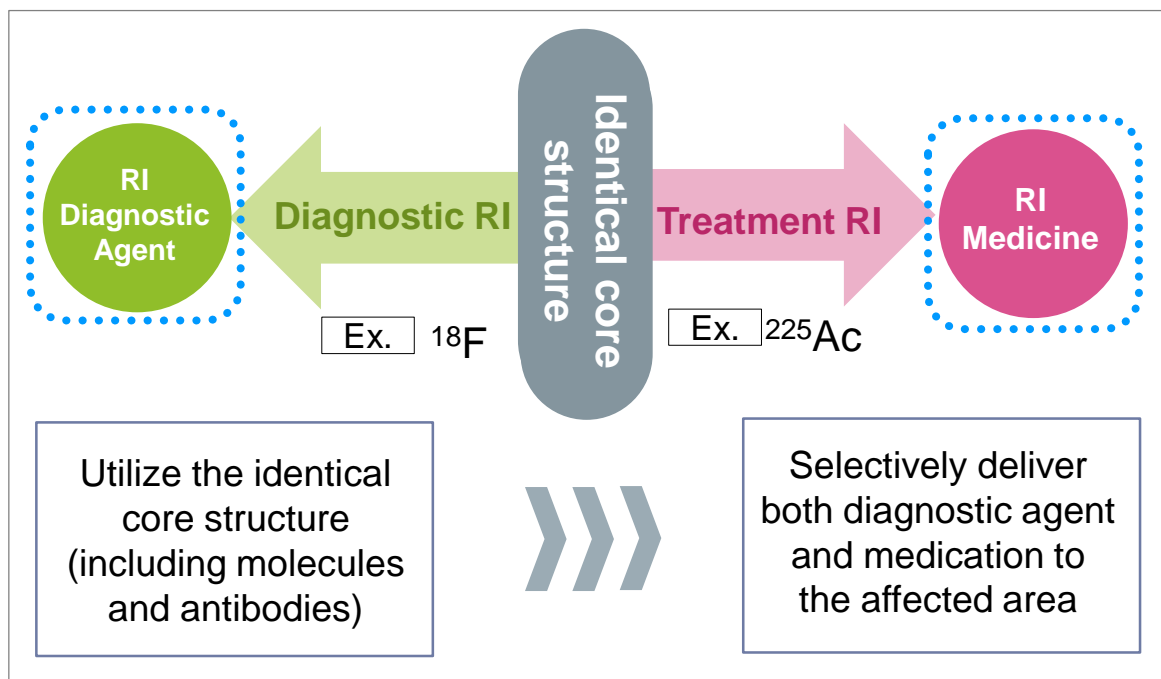 RI
Diagnostic
Agent
Diagnostic RI
Identical core
structure
Treatment RI
RI
Medicine
Ex. ¹⁸F
Ex. ²²⁵Ac
Utilize the identical
core structure
(including molecules
and antibodies)
Selectively deliver
both diagnostic agent
and medication to
the affected area